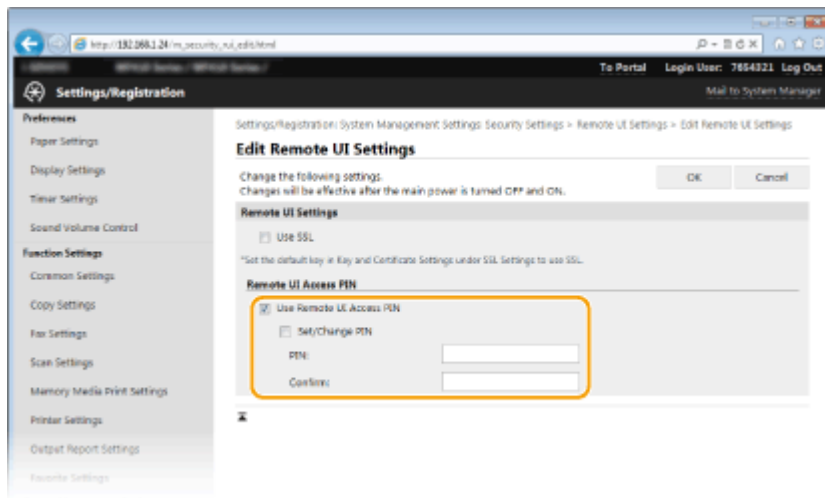 http://192.168.1.24/m_security_rui_edit.html
To Portal Login User: 7654321 Log Out
Settings/Registration
Mail to System Manager
Preferences
Paper Settings
Display Settings
Timer Settings
Sound Volume Control
Function Settings
Common Settings
Copy Settings
Fax Settings
Scan Settings
Memory Media Print Settings
Printer Settings
Output Report Settings
Favorite Settings
Settings/Registration: System Management Settings: Security Settings > Remote UI Settings > Edit Remote UI Settings
Edit Remote UI Settings
Change the following settings.
Changes will be effective after the main power is turned OFF and ON.
OK Cancel
Remote UI Settings
Use SSL
*Set the default key in Key and Certificate Settings under SSL Settings to use SSL.
Remote UI Access PIN
Use Remote UI Access PIN
Set/Change PIN
PIN:
Confirm: